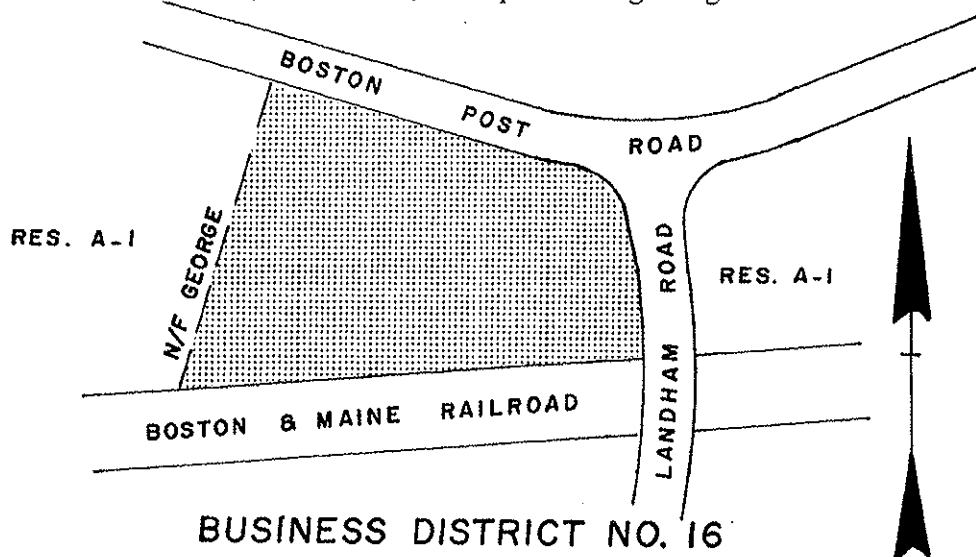 BOSTON POST ROAD
RES. A-1
N/F GEORGE
LANDHAM ROAD
RES. A-1
BOSTON & MAINE RAILROAD
BUSINESS DISTRICT NO. 16